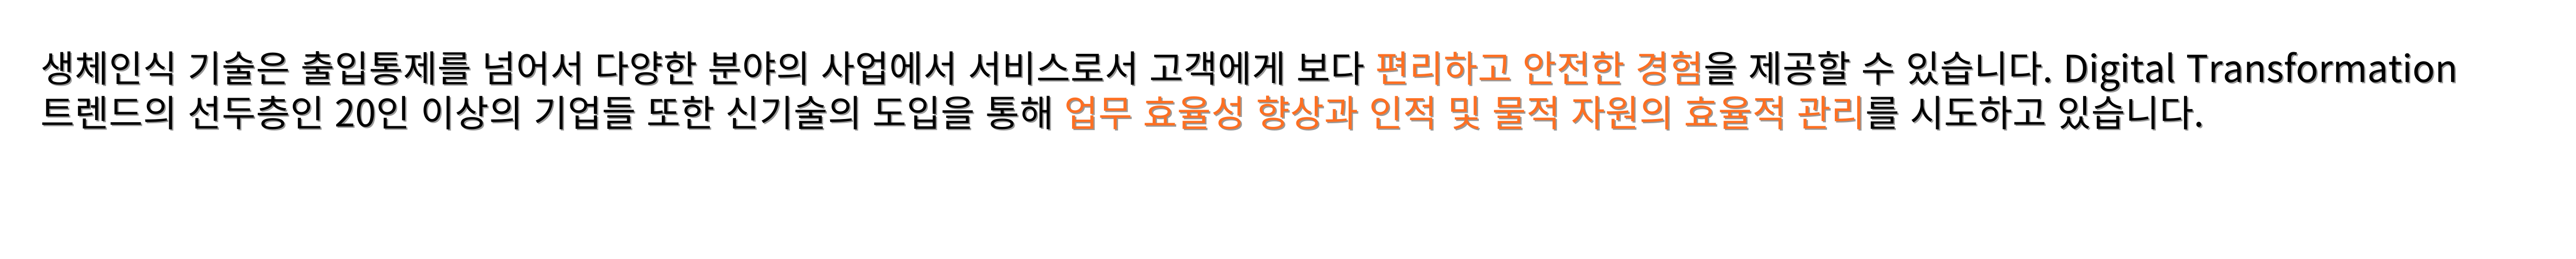 생체인식 기술은 출입통제를 넘어서 다양한 분야의 사업에서 서비스로서 고객에게 보다 편리하고 안전한 경험을 제공할 수 있습니다. Digital Transformation
트렌드의 선두층인 20인 이상의 기업들 또한 신기술의 도입을 통해 업무 효율성 향상과 인적 및 물적 자원의 효율적 관리를 시도하고 있습니다.